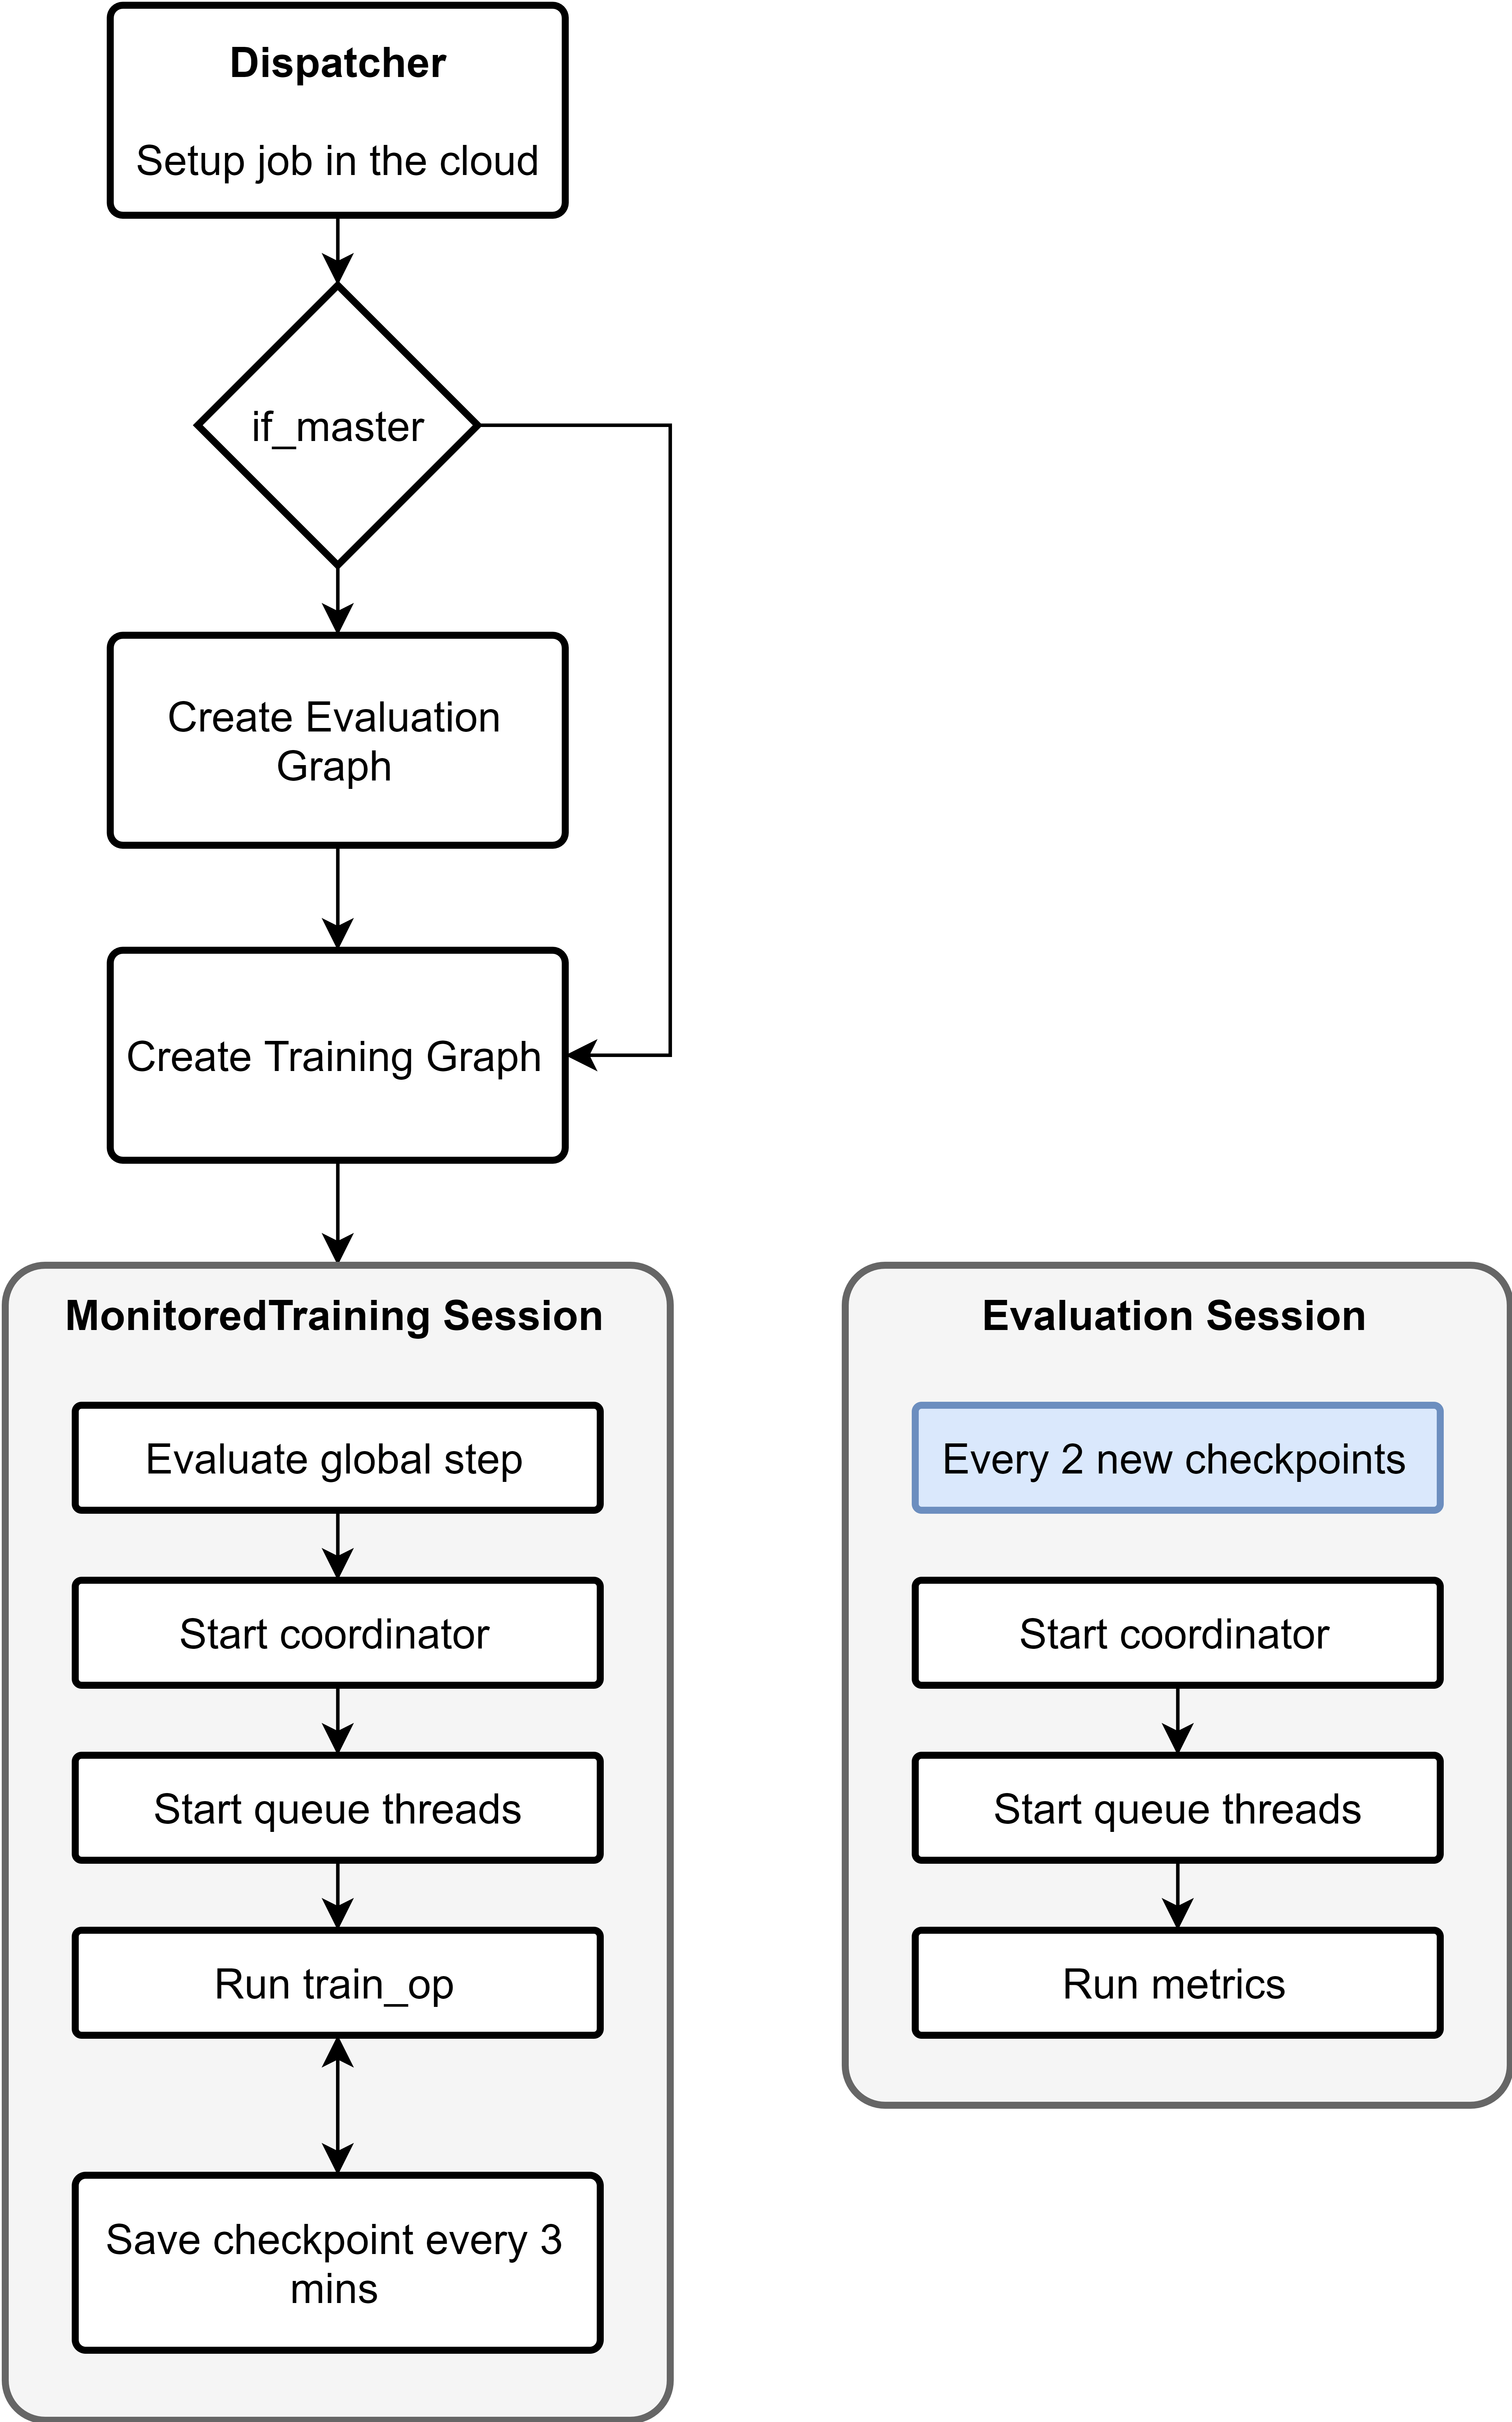 Dispatcher
Setup job in the cloud
if_master
Create Evaluation
Graph
Create Training Graph
MonitoredTraining Session
Evaluate global step
Start coordinator
Start queue threads
Run train_op
Save checkpoint every 3
mins
Evaluation Session
Every 2 new checkpoints
Start coordinator
Start queue threads
Run metrics